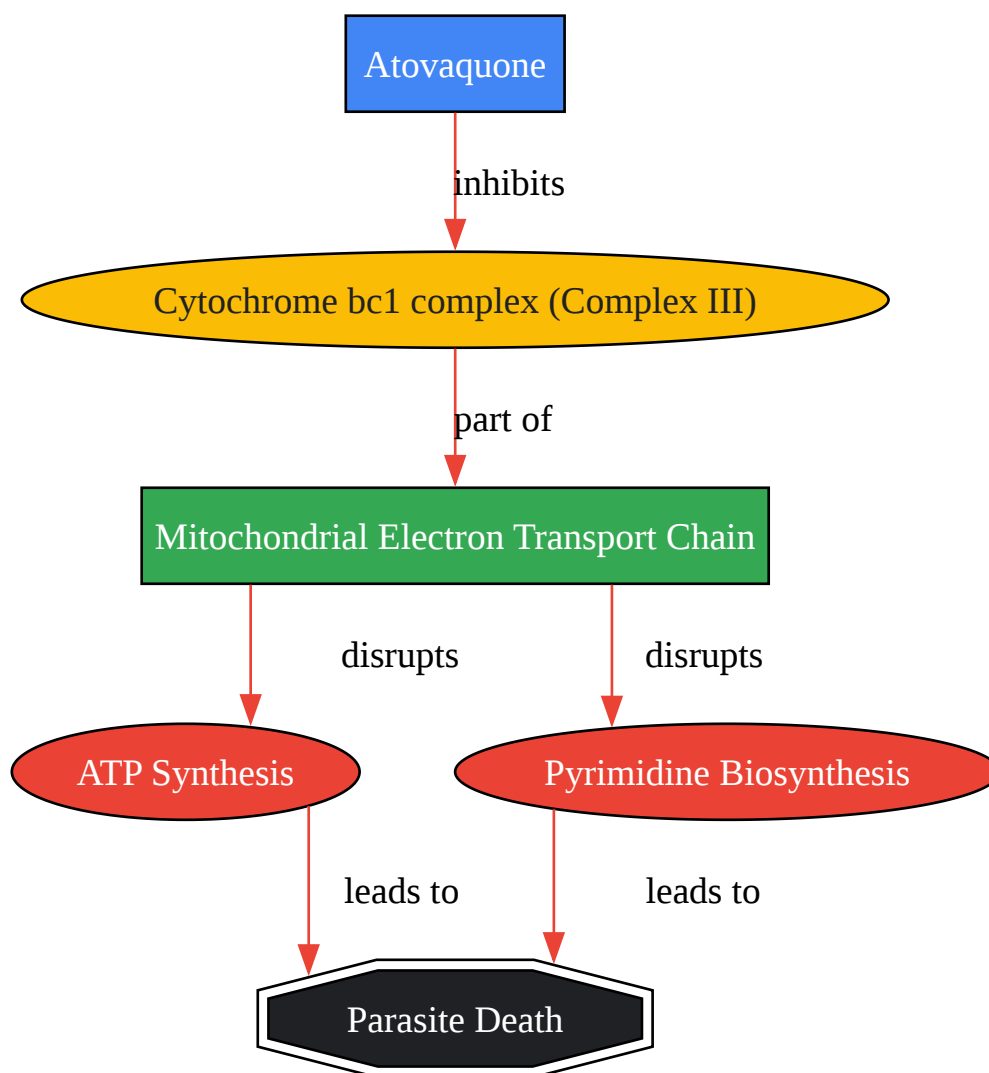 Atovaquone
inhibits
Cytochrome bc1 complex (Complex III)
part of
Mitochondrial Electron Transport Chain
disrupts
disrupts
ATP Synthesis
Pyrimidine Biosynthesis
leads to
leads to
Parasite Death